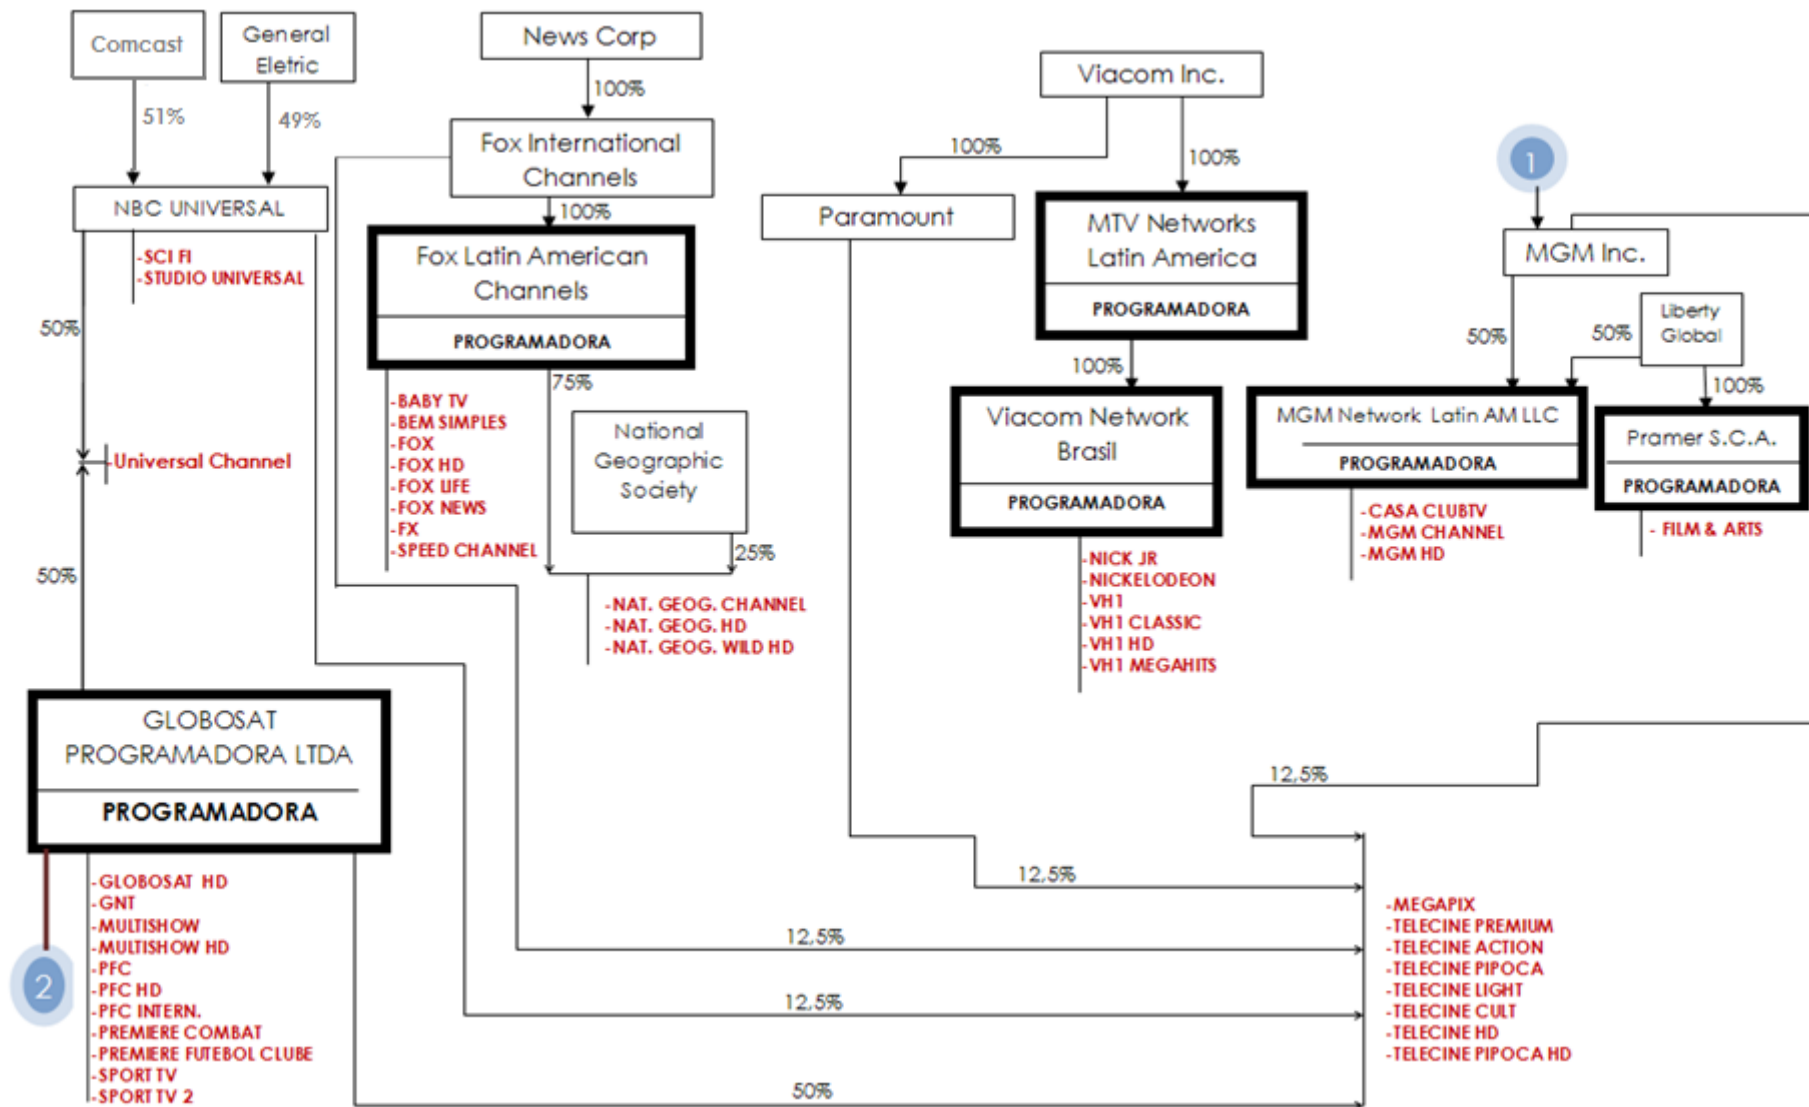 Comcast
General
Eletric
News Corp
Viacom Inc.
51%
49%
100%
100%
100%
1
Fox International
Channels
NBC UNIVERSAL
100%
Paramount
MTV Networks
Latin America
PROGRAMADORA
MGM Inc.
-SCI FI
-STUDIO UNIVERSAL
Fox Latin American
Channels
PROGRAMADORA
50%
50%
50%
Liberty
Global
100%
100%
75%
-BABY TV
-BEM SIMPLES
-FOX
-FOX HD
-FOX LIFE
-FOX NEWS
-FX
-SPEED CHANNEL
National
Geographic
Society
25%
Viacom Network
Brasil
PROGRAMADORA
MGM Network Latin AM LLC
PROGRAMADORA
Pramer S.C.A.
PROGRAMADORA
-Universal Channel
-CASA CLUBTV
-MGM CHANNEL
-MGM HD
- FILM & ARTS
50%
-NAT. GEOG. CHANNEL
-NAT. GEOG. HD
-NAT. GEOG. WILD HD
-NICK JR
-NICKELODEON
-VH1
-VH1 CLASSIC
-VH1 HD
-VH1 MEGAHITS
GLOBOSAT
PROGRAMADORA LTDA
PROGRAMADORA
12,5%
12,5%
12,5%
12,5%
50%
-GLOBOSAT HD
-GNT
-MULTISHOW
-MULTISHOW HD
-PFC
-PFC HD
-PFC INTERN.
-PREMIERE COMBAT
-PREMIERE FUTEBOL CLUBE
-SPORT TV
-SPORT TV 2
2
-MEGAPIX
-TELECINE PREMIUM
-TELECINE ACTION
-TELECINE PIPOCA
-TELECINE LIGHT
-TELECINE CULT
-TELECINE HD
-TELECINE PIPOCA HD